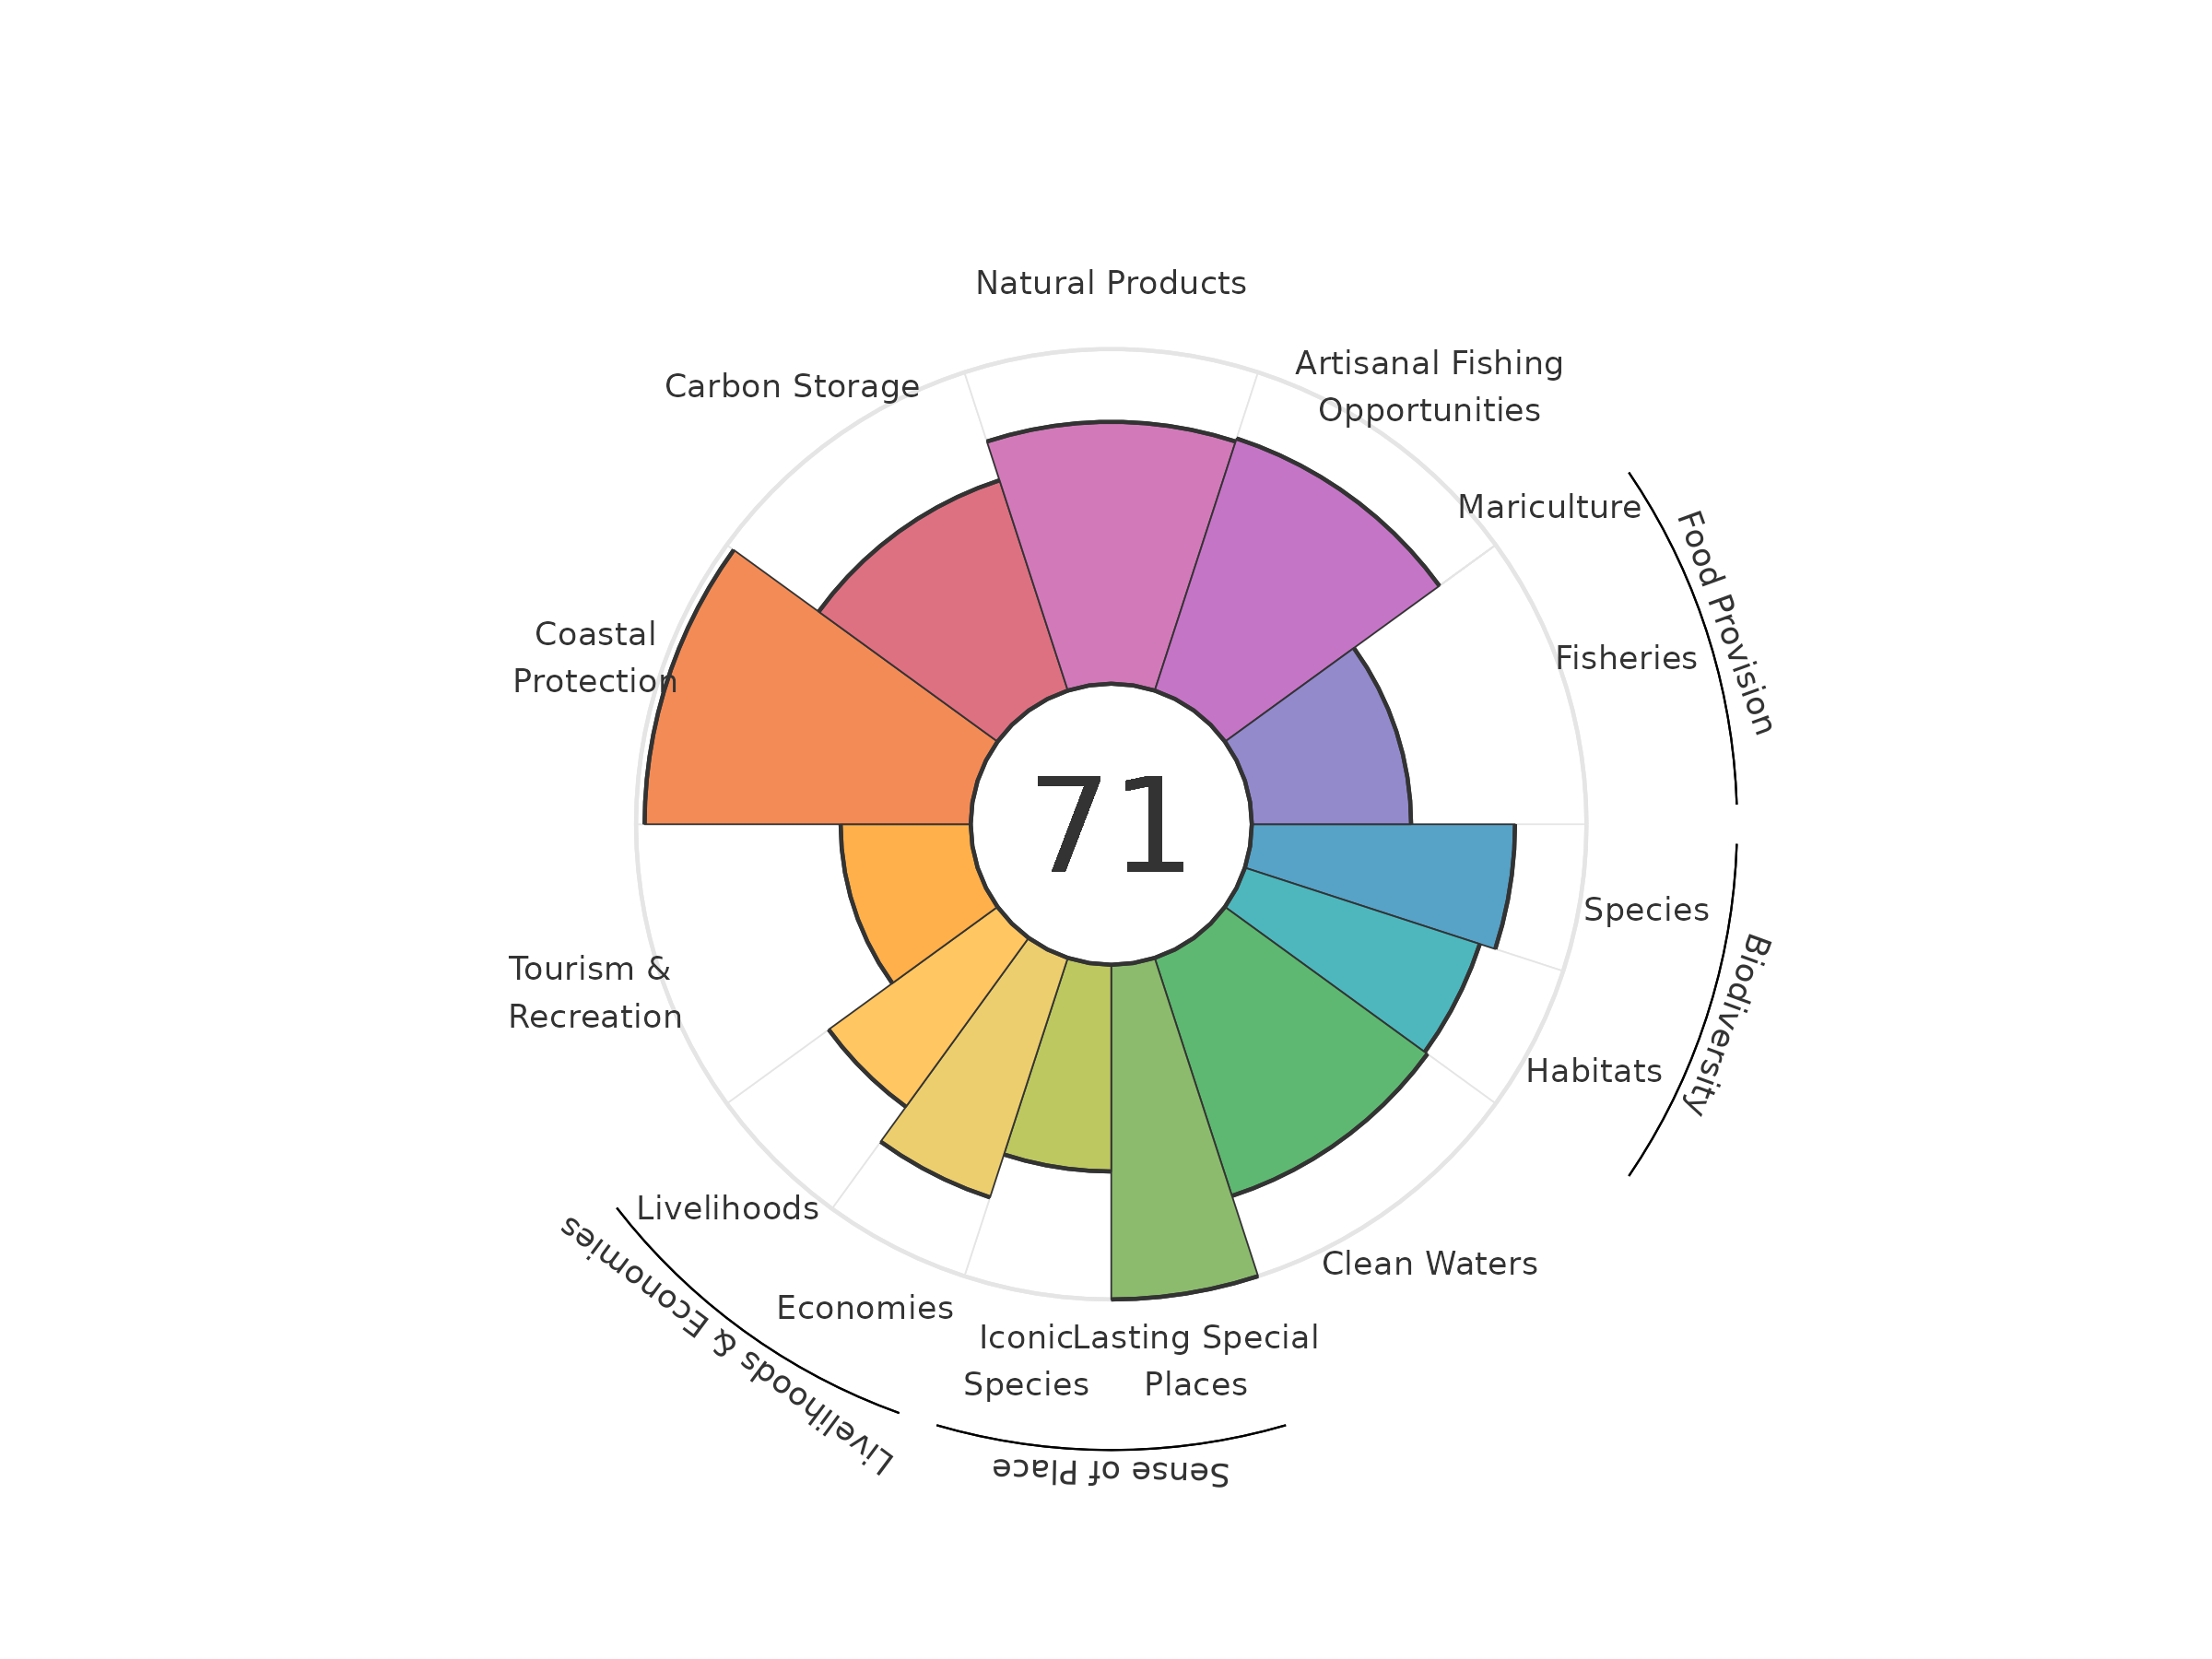 Natural Products
Artisanal Fishing
Opportunities
Carbon Storage
Mariculture
Food Provision
Coastal
Protection
Fisheries
71
Species
Biodiversity
Tourism &
Recreation
Habitats
Livelihoods
Clean Waters
Livelihoods & Economies
Economies
Iconic
Species
Lasting Special
Places
Sense of Place